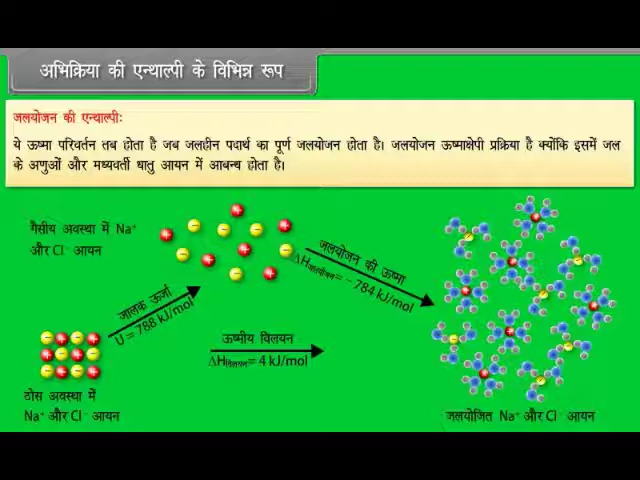 अभिक्रिया की एन्थाल्पी के विभिन्न रूप
जलयोजन की एन्थाल्पीः
ये ऊष्मा परिवर्तन तब होता है जब जलहीन पदार्थ का पूर्ण जलयोजन होता है। जलयोजन ऊष्माक्षेपी प्रक्रिया है क्योंकि इसमें जल
के अणुओं और मध्यवर्ती धातु आयन में आबन्ध होता है।
गैसीय अवस्था में Na⁺
और Cl⁻ आयन
जलयोजन की ऊर्जा
ΔHजलयोजन= – 784 kJ/mol
जालक ऊर्जा
U = 788 kJ/mol
ऊष्मीय विलयन
ΔHविलयन= 4 kJ/mol
ठोस अवस्था में
Na⁺ और Cl⁻ आयन
जलयोजित Na⁺ और Cl⁻ आयन